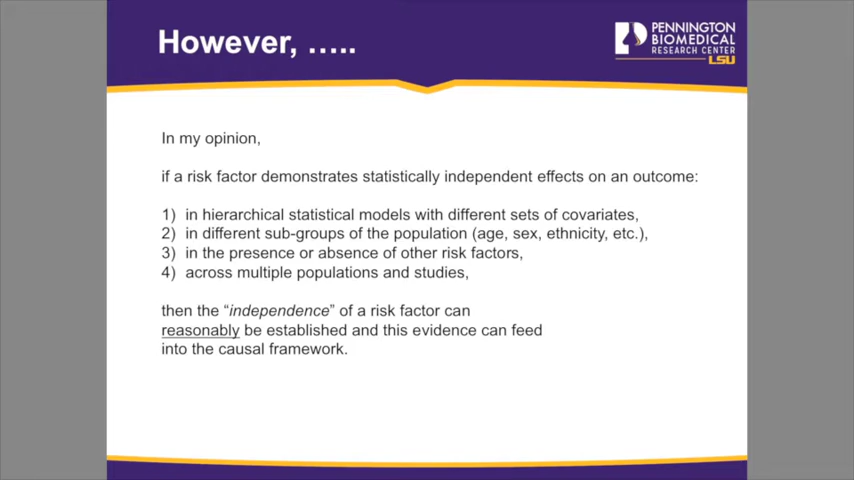 However, …..
PENNINGTON
BIOMEDICAL
RESEARCH CENTER
LSU
In my opinion,
if a risk factor demonstrates statistically independent effects on an outcome:
1) in hierarchical statistical models with different sets of covariates,
2) in different sub-groups of the population (age, sex, ethnicity, etc.),
3) in the presence or absence of other risk factors,
4) across multiple populations and studies,
then the “independence” of a risk factor can
reasonably be established and this evidence can feed
into the causal framework.